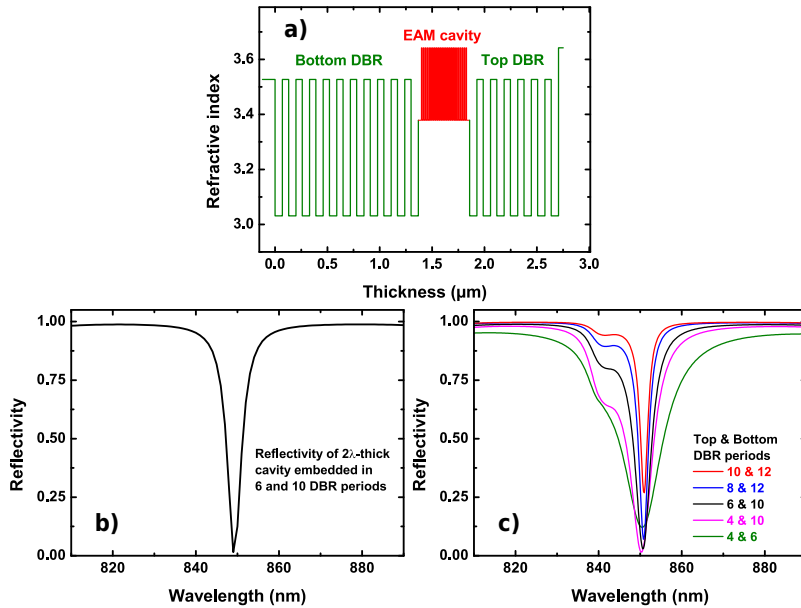 a)
EAM cavity
Bottom DBR
Top DBR
3.6
3.4
3.2
3.0
Refractive index
0.0 0.5 1.0 1.5 2.0 2.5 3.0
Thickness (µm)
1.00
0.75
0.50
0.25
0.00
Reflectivity
Reflectivity of 2λ-thick
cavity embedded in
6 and 10 DBR periods
b)
820 840 860 880
Wavelength (nm)
1.00
0.75
0.50
0.25
0.00
Reflectivity
Top & Bottom
DBR periods
10 & 12
8 & 12
6 & 10
4 & 10
4 & 6
c)
820 840 860 880
Wavelength (nm)